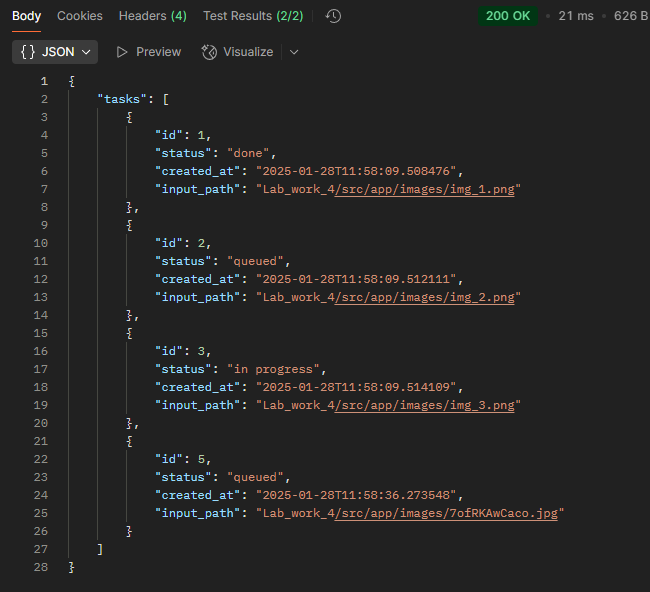 Body Cookies Headers (4) Test Results (2/2) 200 OK • 21 ms • 626 B
{} JSON Preview Visualize
1 {
2     "tasks": [
3         {
4             "id": 1,
5             "status": "done",
6             "created_at": "2025-01-28T11:58:09.508476",
7             "input_path": "Lab_work_4/src/app/images/img_1.png"
8         },
9         {
10             "id": 2,
11             "status": "queued",
12             "created_at": "2025-01-28T11:58:09.512111",
13             "input_path": "Lab_work_4/src/app/images/img_2.png"
14         },
15         {
16             "id": 3,
17             "status": "in progress",
18             "created_at": "2025-01-28T11:58:09.514109",
19             "input_path": "Lab_work_4/src/app/images/img_3.png"
20         },
21         {
22             "id": 5,
23             "status": "queued",
24             "created_at": "2025-01-28T11:58:36.273548",
25             "input_path": "Lab_work_4/src/app/images/7ofRKAwCaco.jpg"
26         }
27     ]
28 }